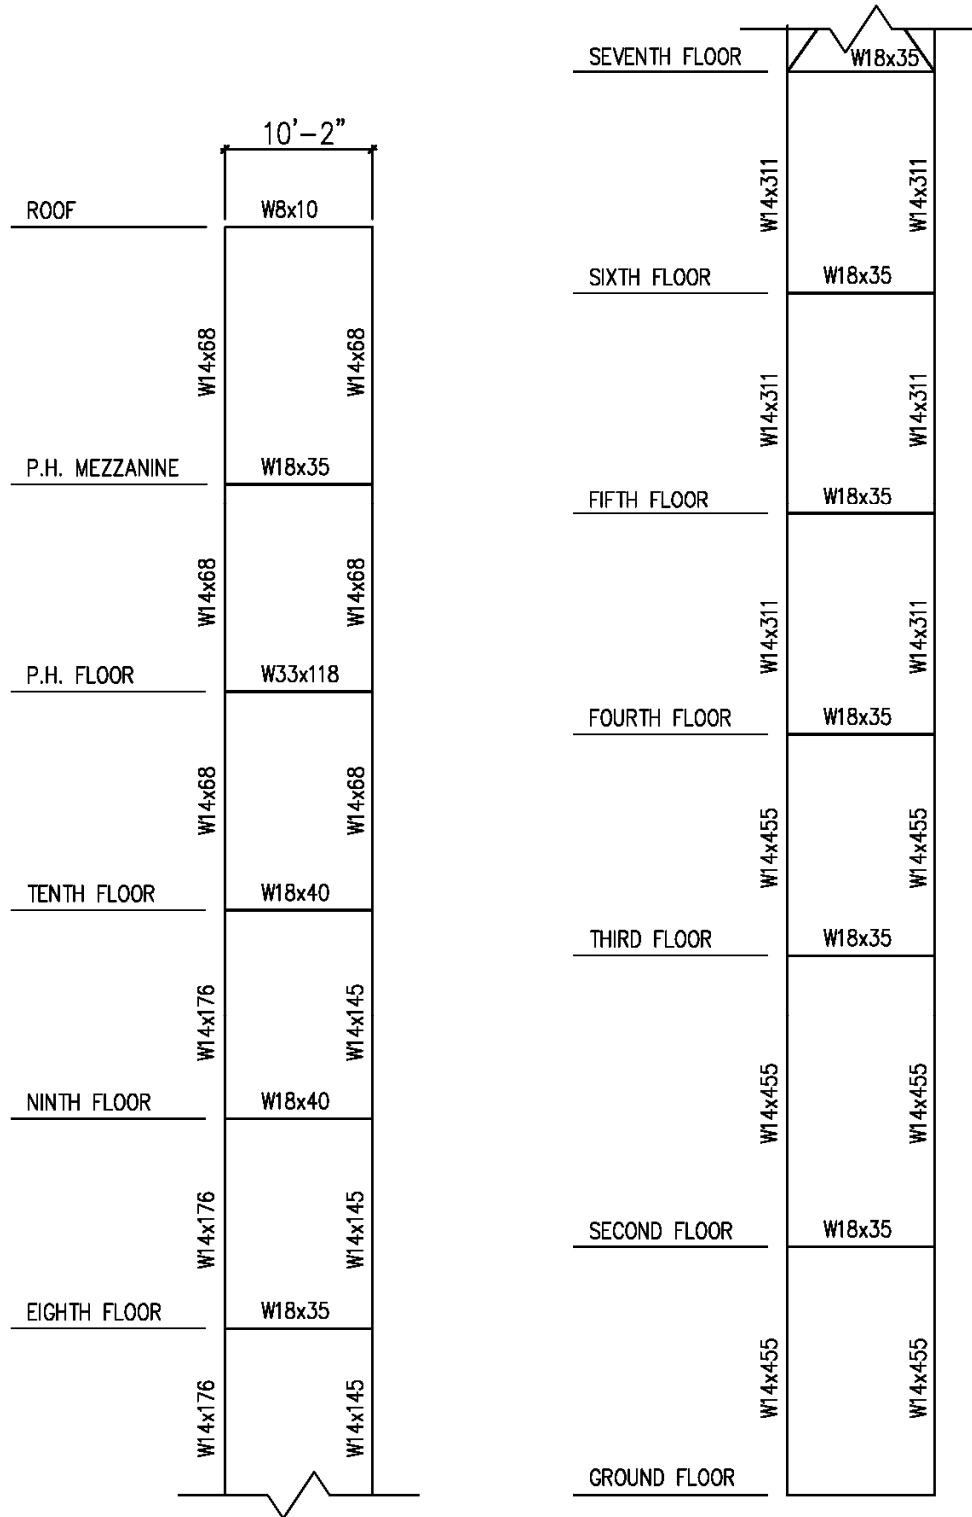 10'-2"
ROOF W8x10
W14x68 W14x68
P.H. MEZZANINE W18x35
W14x68 W14x68
P.H. FLOOR W33x118
W14x68 W14x68
TENTH FLOOR W18x40
W14x176 W14x145
NINTH FLOOR W18x40
W14x176 W14x145
EIGHTH FLOOR W18x35
W14x176 W14x145
SEVENTH FLOOR W18x35
W14x311 W14x311
SIXTH FLOOR W18x35
W14x311 W14x311
FIFTH FLOOR W18x35
W14x311 W14x311
FOURTH FLOOR W18x35
W14x455 W14x455
THIRD FLOOR W18x35
W14x455 W14x455
SECOND FLOOR W18x35
W14x455 W14x455
GROUND FLOOR